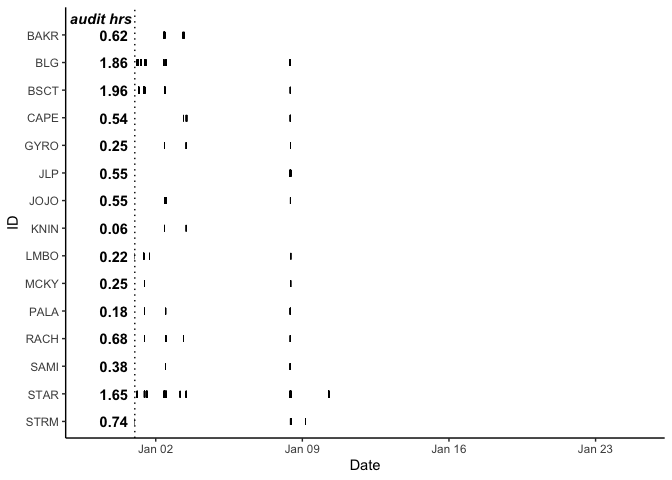 audit hrs
BAKR 0.62
BLG 1.86
BSCT 1.96
CAPE 0.54
GYRO 0.25
JLP 0.55
JOJO 0.55
KNIN 0.06
LMBO 0.22
MCKY 0.25
PALA 0.18
RACH 0.68
SAMI 0.38
STAR 1.65
STRM 0.74
ID
Jan 02 Jan 09 Jan 16 Jan 23
Date